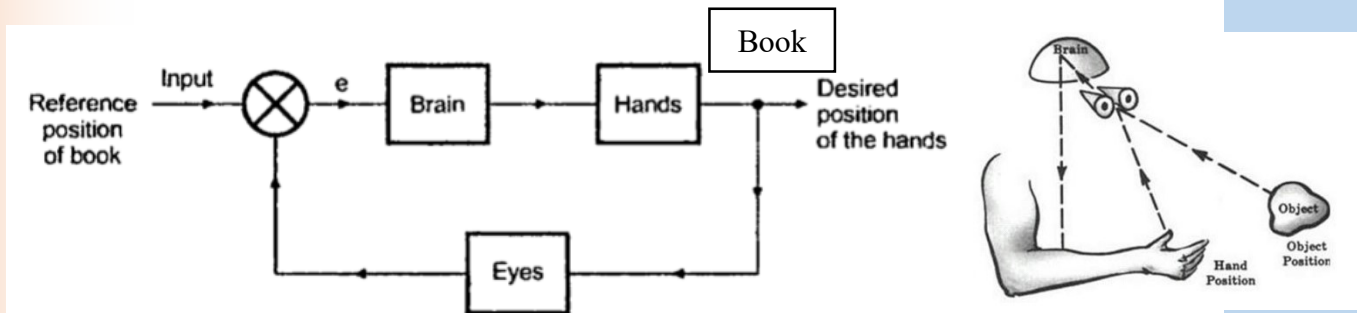 Book
Input
e
Reference
position
of book
Brain
Hands
Desired
position
of the hands
Eyes
Brain
Object
Object
Position
Hand
Position